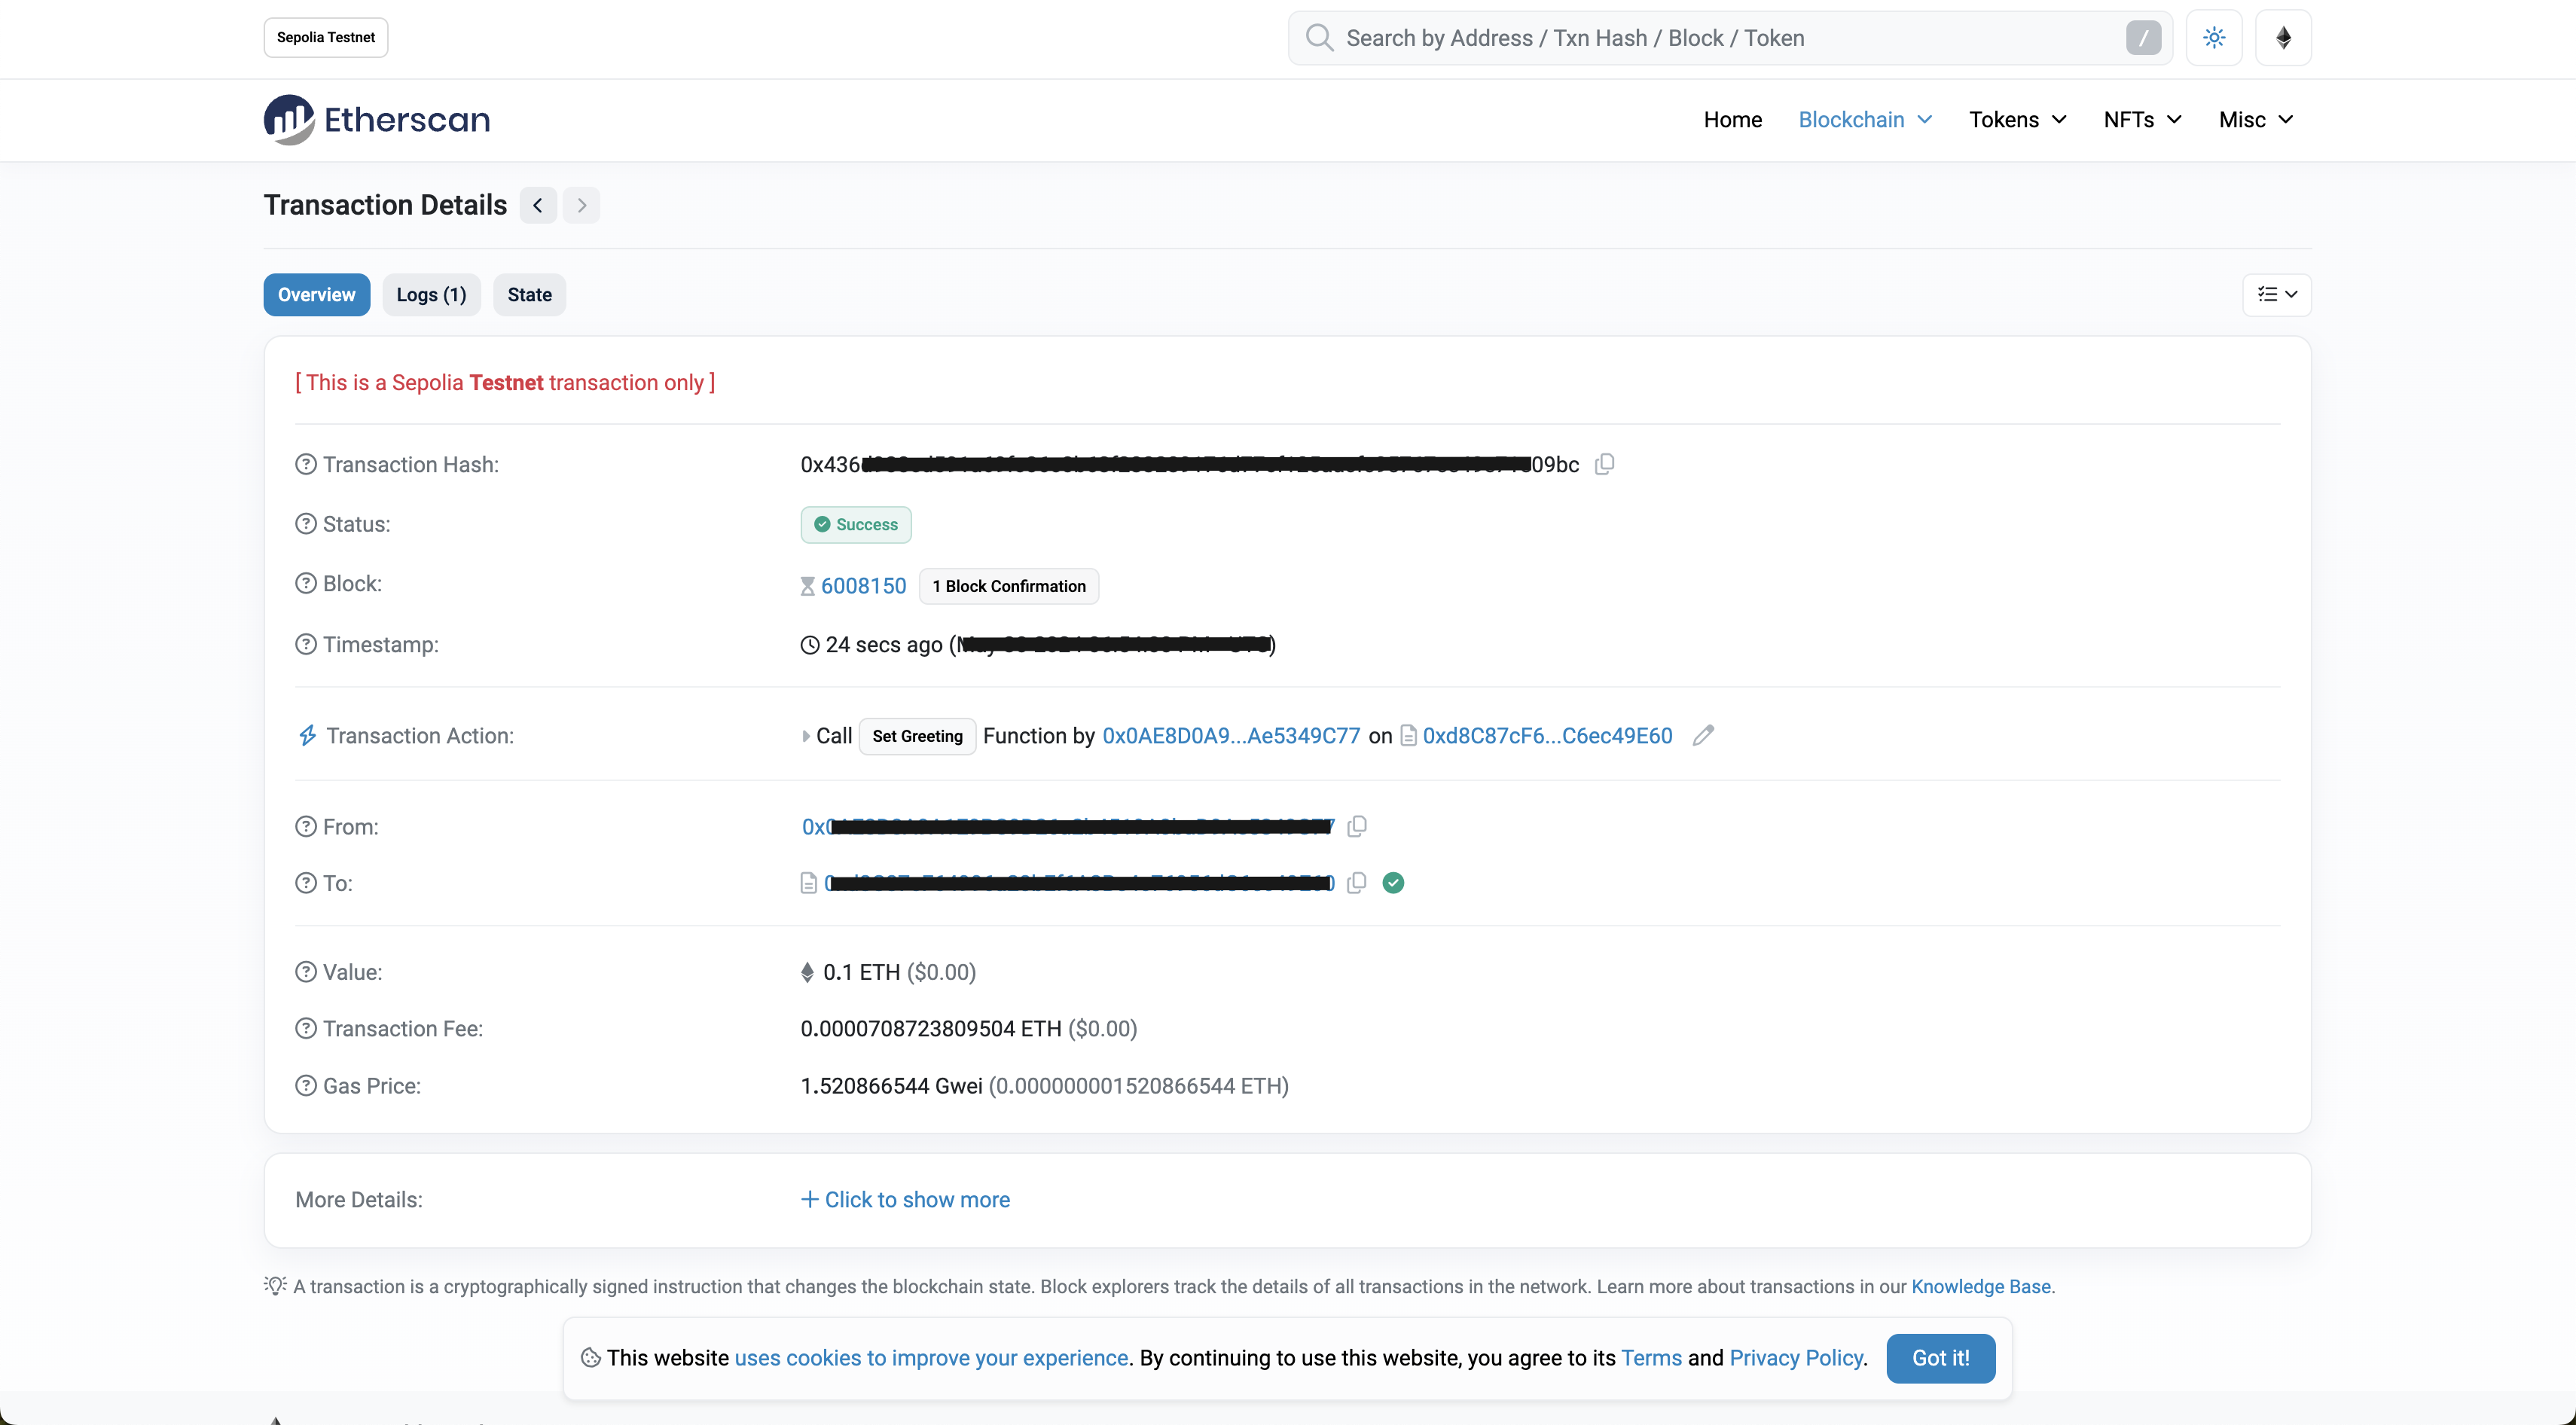 Sepolia Testnet
Search by Address / Txn Hash / Block / Token
/
Etherscan
Home Blockchain Tokens NFTs Misc
Transaction Details
Overview Logs (1) State
[ This is a Sepolia Testnet transaction only ]
Transaction Hash:
Status: Success
Block: 6008150 1 Block Confirmation
Timestamp: 24 secs ago
Transaction Action: Call Set Greeting Function by 0x0AE8D0A9...Ae5349C77 on 0xd8C87cF6...C6ec49E60
From:
To:
Value: 0.1 ETH ($0.00)
Transaction Fee: 0.0000708723809504 ETH ($0.00)
Gas Price: 1.520866544 Gwei (0.000000001520866544 ETH)
More Details: + Click to show more
A transaction is a cryptographically signed instruction that changes the blockchain state. Block explorers track the details of all transactions in the network. Learn more about transactions in our Knowledge Base.
This website uses cookies to improve your experience. By continuing to use this website, you agree to its Terms and Privacy Policy. Got it!